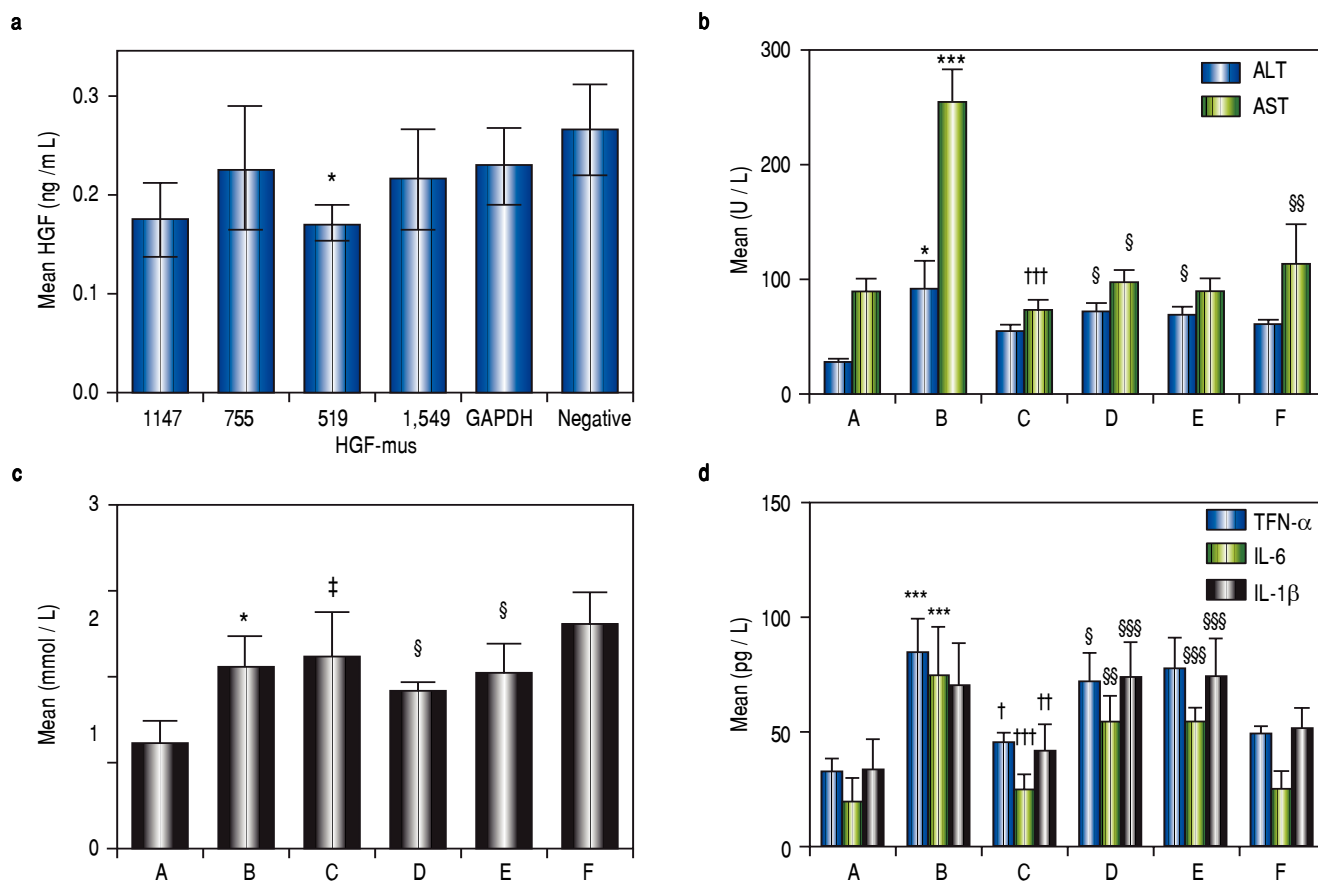 a
Mean HGF (ng /m L)
0.3
0.2
0.1
0.0
*
1147 755 519 1,549 GAPDH Negative
HGF-mus
b
Mean (U / L)
300
200
100
0
ALT
AST
* ***
†††
§ §
§
§§
A B C D E F
c
Mean (mmol / L)
3
2
1
0
*
‡
§
§
A B C D E F
d
Mean (pg / L)
150
100
50
0
TFN-α
IL-6
IL-1β
*** ***
† ††† ††
§ §§ §§§
§§§ §§§
A B C D E F